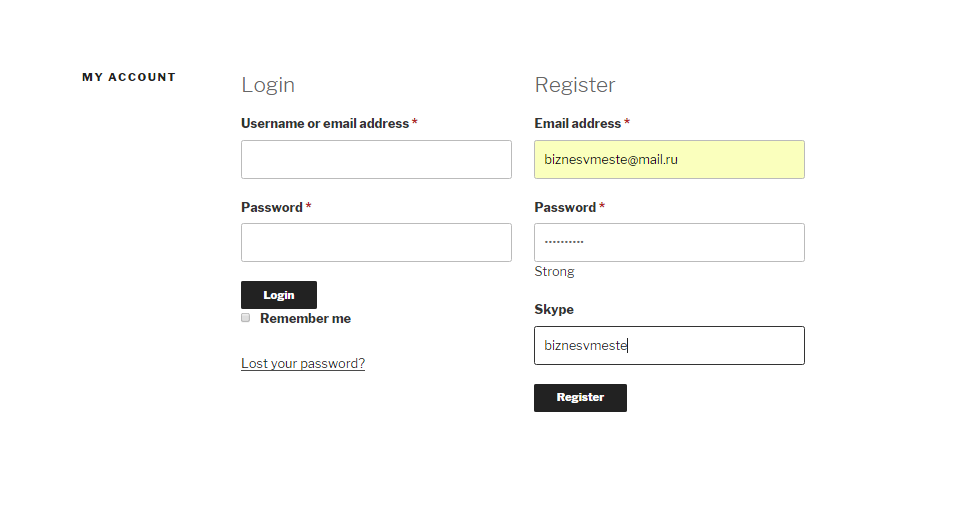 MY ACCOUNT
Login
Username or email address *
Password *
Login
Remember me
Lost your password?
Register
Email address *
biznesvmeste@mail.ru
Password *
••••••••••
Strong
Skype
biznesvmeste
Register